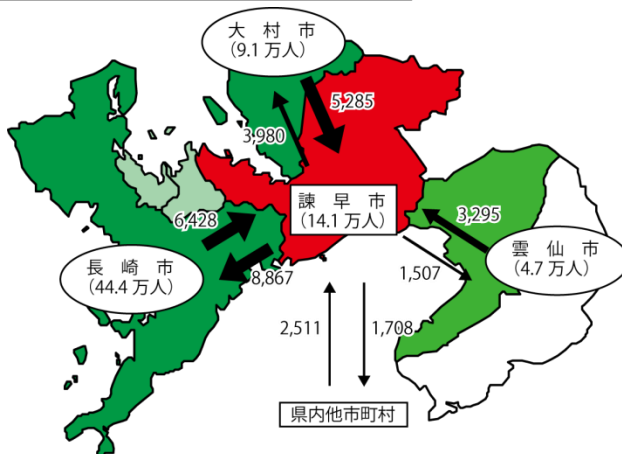 大村市
（9.1 万人）
5,285
3,980
諫早市
（14.1 万人）
3,295
6,428
雲仙市
（4.7 万人）
長崎市
（44.4 万人）
8,867
1,507
2,511
1,708
県内他市町村